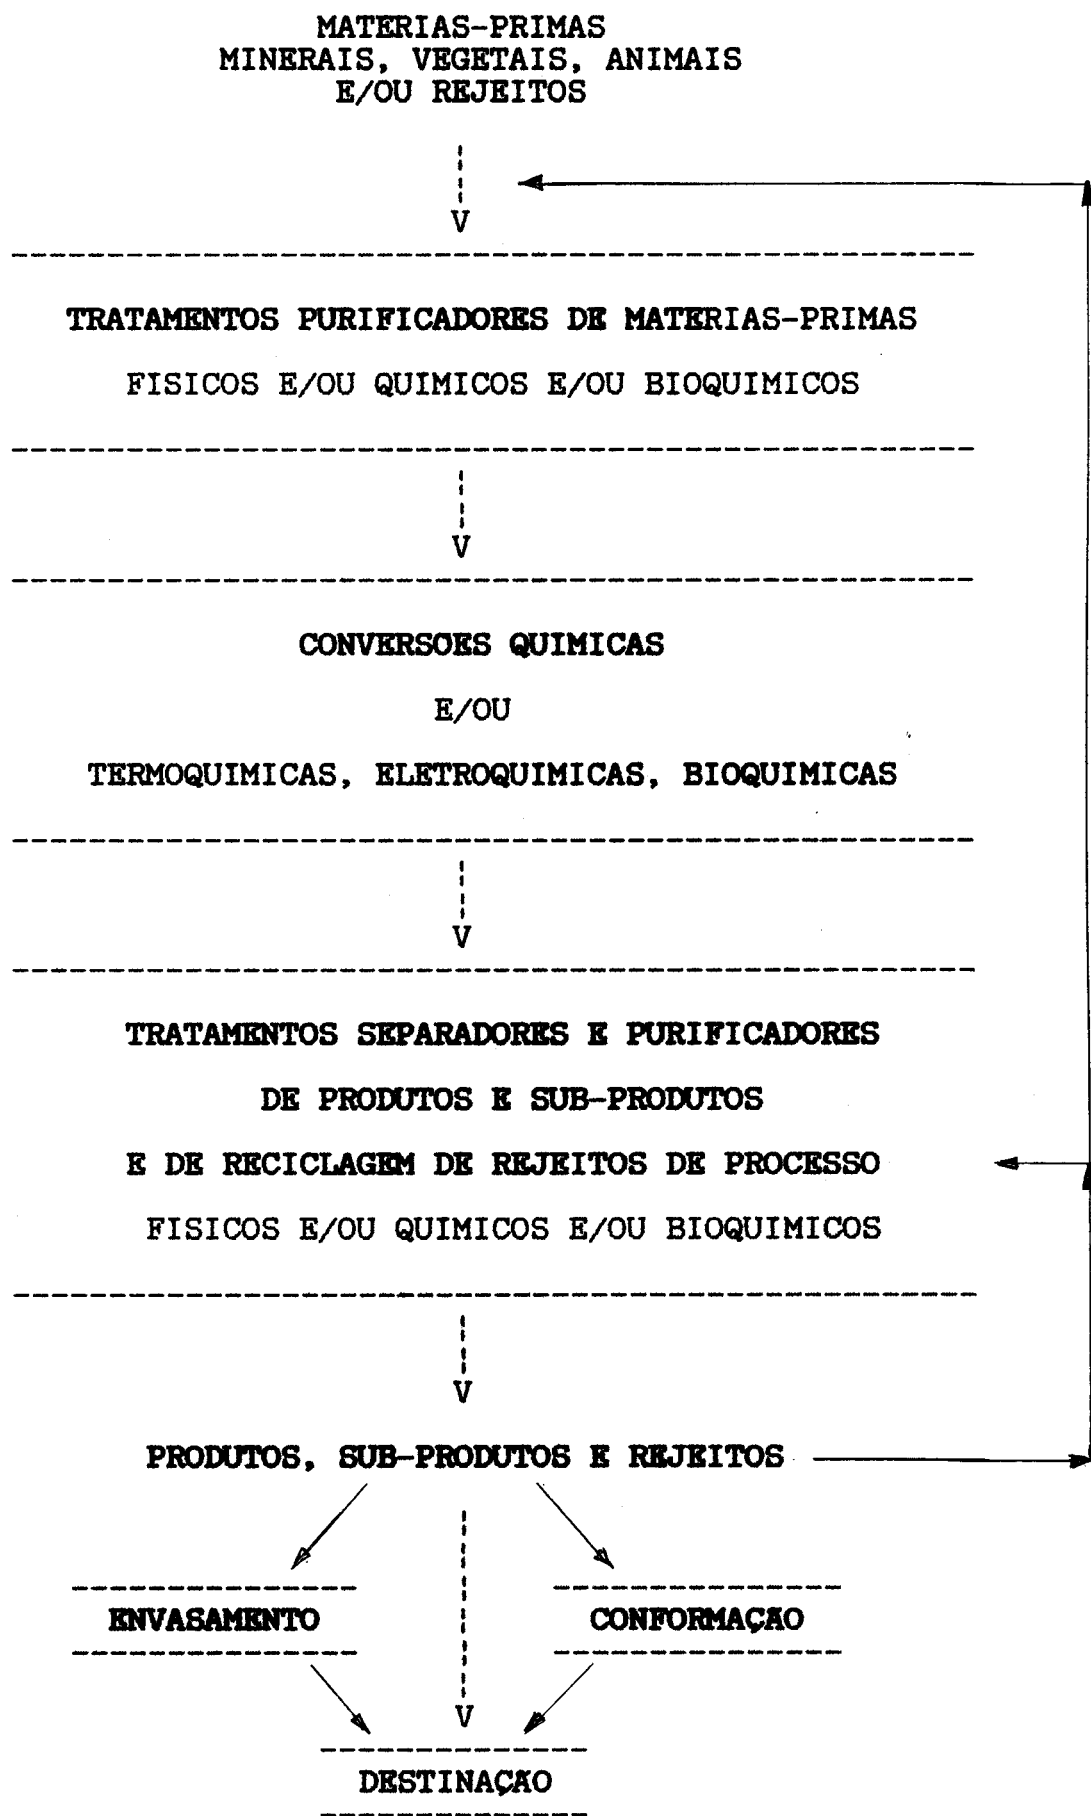 MATERIAS-PRIMAS
MINERAIS, VEGETAIS, ANIMAIS
E/OU REJEITOS
TRATAMENTOS PURIFICADORES DE MATERIAS-PRIMAS
FISICOS E/OU QUIMICOS E/OU BIOQUIMICOS
CONVERSOES QUIMICAS
E/OU
TERMOQUIMICAS, ELETROQUIMICAS, BIOQUIMICAS
TRATAMENTOS SEPARADORES E PURIFICADORES
DE PRODUTOS E SUB-PRODUTOS
E DE RECICLAGEM DE REJEITOS DE PROCESSO
FISICOS E/OU QUIMICOS E/OU BIOQUIMICOS
PRODUTOS, SUB-PRODUTOS E REJEITOS
ENVASAMENTO
CONFORMAÇÃO
DESTINAÇÃO